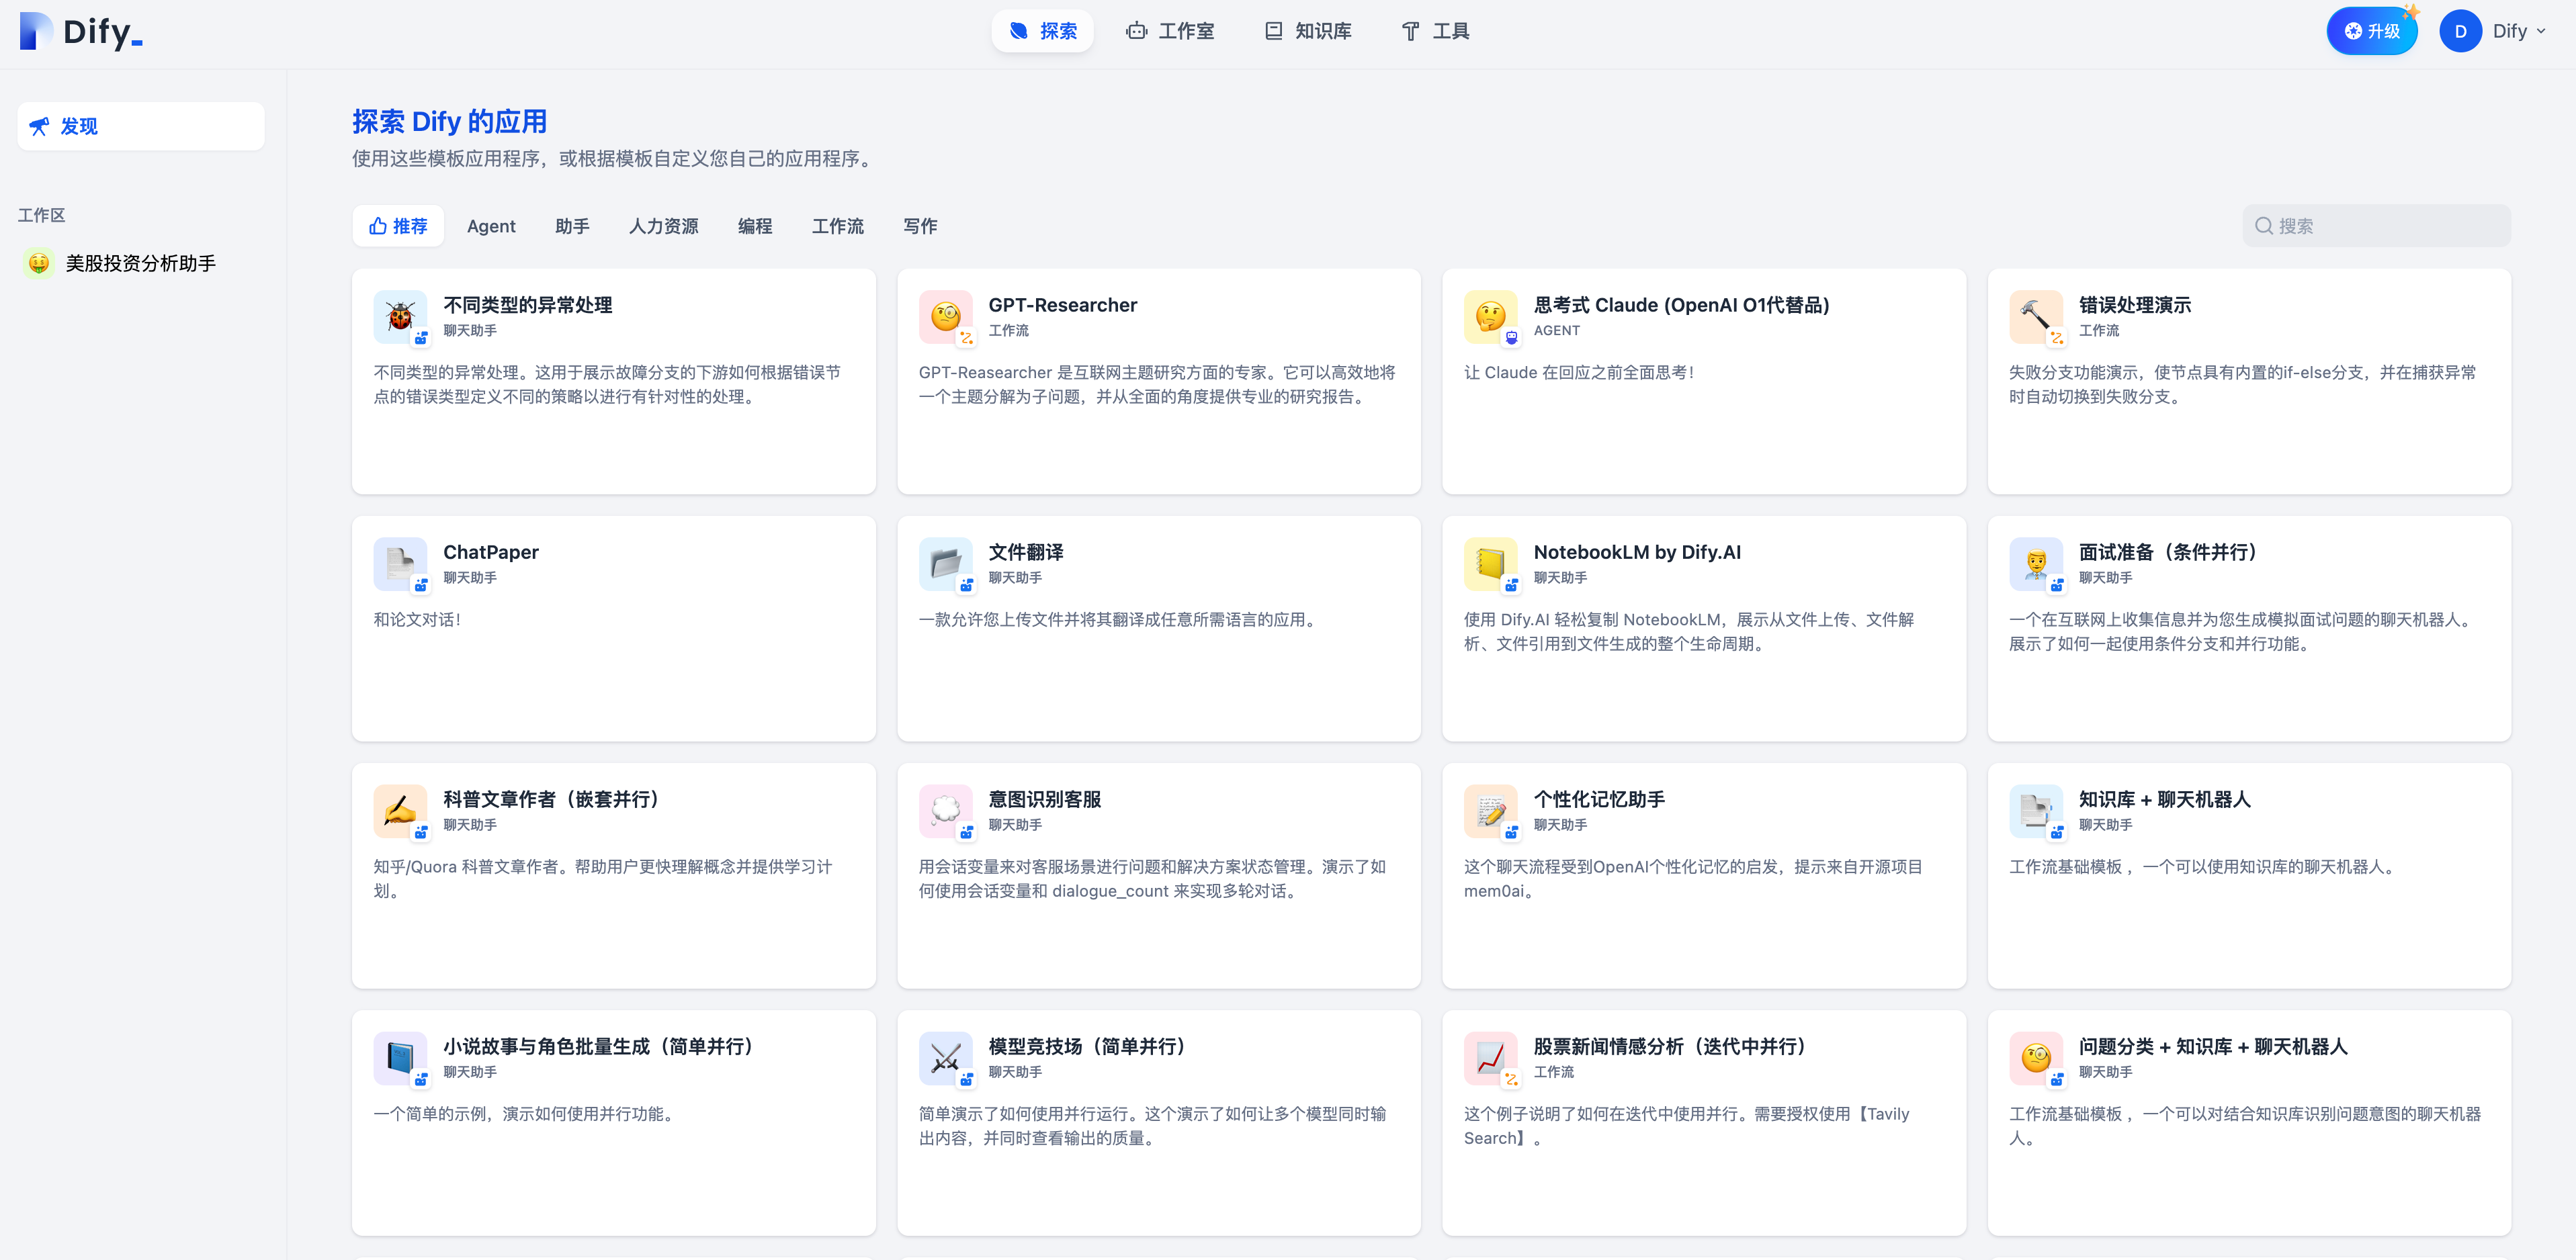 Dify_
探索
工作室
知识库
工具
升级
D
Dify
发现
工作区
美股投资分析助手
探索 Dify 的应用
使用这些模板应用程序，或根据模板自定义您自己的应用程序。
推荐
Agent
助手
人力资源
编程
工作流
写作
搜索
不同类型的异常处理
聊天助手
不同类型的异常处理。这用于展示故障分支的下游如何根据错误节
点的错误类型定义不同的策略以进行有针对性的处理。
GPT-Researcher
工作流
GPT-Reasearcher 是互联网主题研究方面的专家。它可以高效地将
一个主题分解为子问题，并从全面的角度提供专业的研究报告。
思考式 Claude (OpenAI O1代替品)
AGENT
让 Claude 在回应之前全面思考！
错误处理演示
工作流
失败分支功能演示，使节点具有内置的if-else分支，并在捕获异常
时自动切换到失败分支。
ChatPaper
聊天助手
和论文对话！
文件翻译
聊天助手
一款允许您上传文件并将其翻译成任意所需语言的应用。
NotebookLM by Dify.AI
聊天助手
使用 Dify.AI 轻松复制 NotebookLM，展示从文件上传、文件解
析、文件引用到文件生成的整个生命周期。
面试准备（条件并行）
聊天助手
一个在互联网上收集信息并为您生成模拟面试问题的聊天机器人。
展示了如何一起使用条件分支和并行功能。
科普文章作者（嵌套并行）
聊天助手
知乎/Quora 科普文章作者。帮助用户更快理解概念并提供学习计
划。
意图识别客服
聊天助手
用会话变量来对客服场景进行问题和解决方案状态管理。演示了如
何使用会话变量和 dialogue_count 来实现多轮对话。
个性化记忆助手
聊天助手
这个聊天流程受到OpenAI个性化记忆的启发，提示来自开源项目
mem0ai。
知识库 + 聊天机器人
聊天助手
工作流基础模板 ，一个可以使用知识库的聊天机器人。
小说故事与角色批量生成（简单并行）
聊天助手
一个简单的示例，演示如何使用并行功能。
模型竞技场（简单并行）
聊天助手
简单演示了如何使用并行运行。这个演示了如何让多个模型同时输
出内容，并同时查看输出的质量。
股票新闻情感分析（迭代中并行）
工作流
这个例子说明了如何在迭代中使用并行。需要授权使用【Tavily
Search】。
问题分类 + 知识库 + 聊天机器人
聊天助手
工作流基础模板 ，一个可以对结合知识库识别问题意图的聊天机器
人。